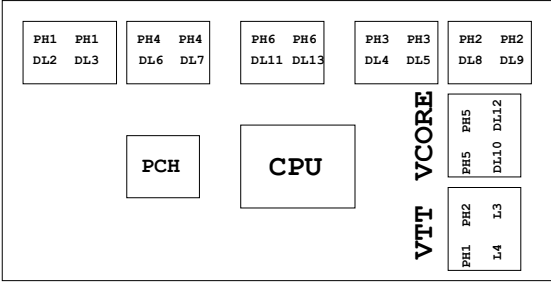 PH1 PH1
DL2 DL3
PH4 PH4
DL6 DL7
PH6 PH6
DL11 DL13
PH3 PH3
DL4 DL5
PH2 PH2
DL8 DL9
PCH
CPU
VCORE
PH5 PH5
DL10 DL12
VTT
PH1 PH2
L4 L3